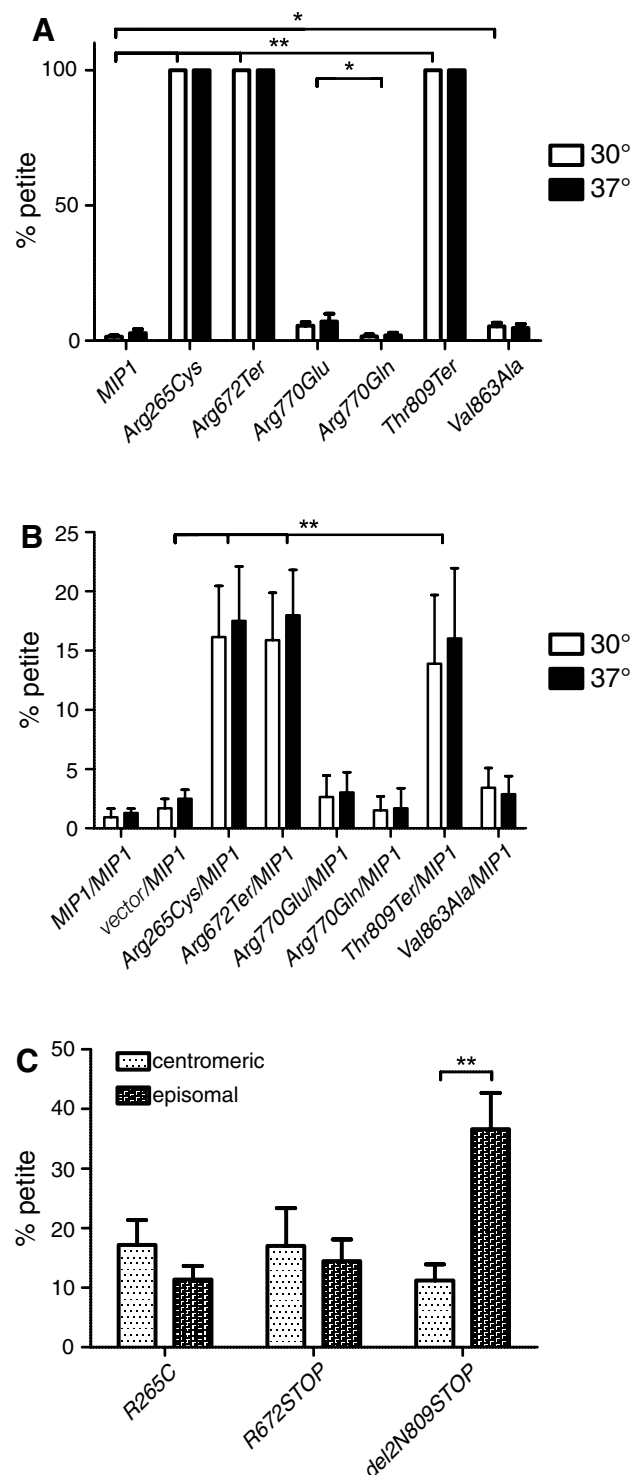 A
*
**
*
100
50
0
% petite
30°
37°
MIP1
Arg265Cys
Arg672Ter
Arg770Glu
Arg770Gln
Thr809Ter
Val863Ala
B
**
25
20
15
10
5
0
% petite
30°
37°
MIP1/MIP1
vector/MIP1
Arg265Cys/MIP1
Arg672Ter/MIP1
Arg770Glu/MIP1
Arg770Gln/MIP1
Thr809Ter/MIP1
Val863Ala/MIP1
C
centromeric
episomal
**
50
40
30
20
10
0
% petite
R265C
R672STOP
del2N809STOP